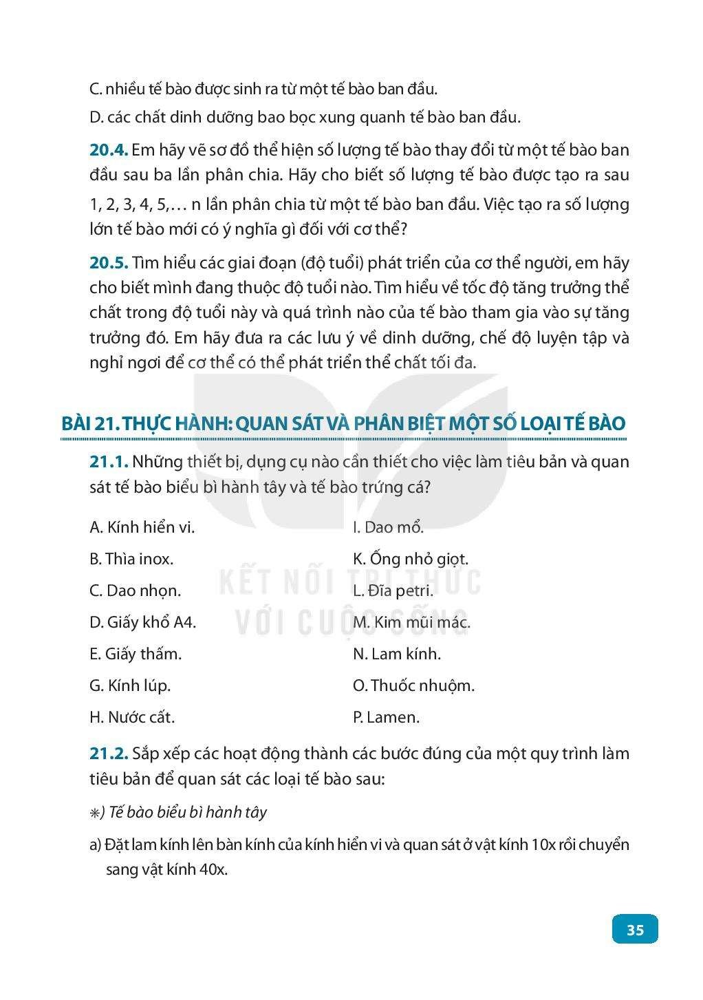 C. nhiều tế bào được sinh ra từ một tế bào ban đầu.
D. các chất dinh dưỡng bao bọc xung quanh tế bào ban đầu.
20.4. Em hãy vẽ sơ đồ thể hiện số lượng tế bào thay đổi từ một tế bào ban
đầu sau ba lần phân chia. Hãy cho biết số lượng tế bào được tạo ra sau
1, 2, 3, 4, 5,… n lần phân chia từ một tế bào ban đầu. Việc tạo ra số lượng
lớn tế bào mới có ý nghĩa gì đối với cơ thể?
20.5. Tìm hiểu các giai đoạn (độ tuổi) phát triển của cơ thể người, em hãy
cho biết mình đang thuộc độ tuổi nào. Tìm hiểu về tốc độ tăng trưởng thể
chất trong độ tuổi này và quá trình nào của tế bào tham gia vào sự tăng
trưởng đó. Em hãy đưa ra các lưu ý về dinh dưỡng, chế độ luyện tập và
nghỉ ngơi để cơ thể có thể phát triển thể chất tối đa.
BÀI 21. THỰC HÀNH: QUAN SÁT VÀ PHÂN BIỆT MỘT SỐ LOẠI TẾ BÀO
21.1. Những thiết bị, dụng cụ nào cần thiết cho việc làm tiêu bản và quan
sát tế bào biểu bì hành tây và tế bào trứng cá?
A. Kính hiển vi.
B. Thìa inox.
C. Dao nhọn.
D. Giấy khổ A4.
E. Giấy thấm.
G. Kính lúp.
H. Nước cất.
I. Dao mổ.
K. Ống nhỏ giọt.
L. Đĩa petri.
M. Kim mũi mác.
N. Lam kính.
O. Thuốc nhuộm.
P. Lamen.
KẾT NỐI TRI THỨC
VỚI CUỘC SỐNG
21.2. Sắp xếp các hoạt động thành các bước đúng của một quy trình làm
tiêu bản để quan sát các loại tế bào sau:
⁕) Tế bào biểu bì hành tây
a) Đặt lam kính lên bàn kính của kính hiển vi và quan sát ở vật kính 10x rồi chuyển
sang vật kính 40x.
35